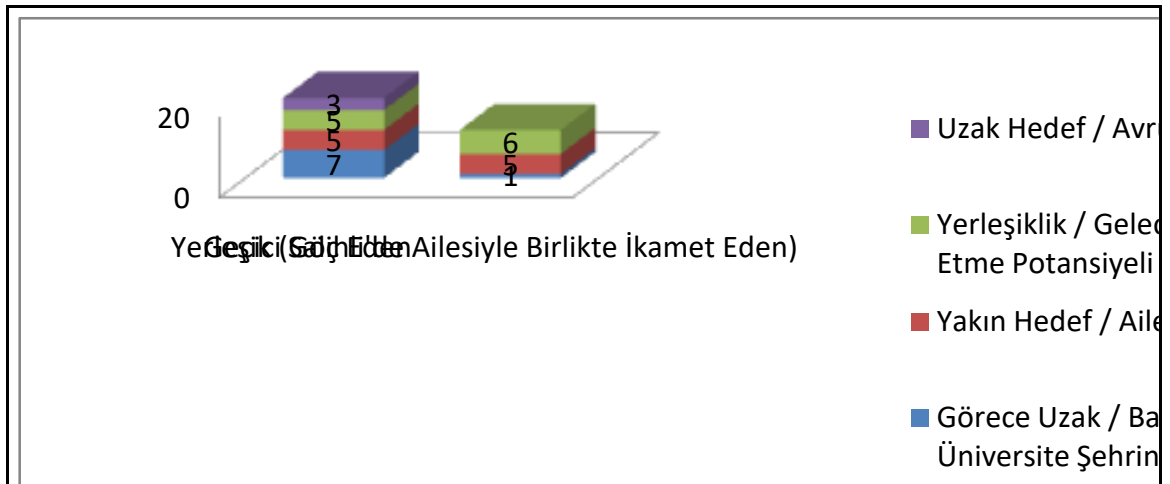 20
0
3
5
5
7
6
5
1
Ailesiyle Birlikte İkamet Eden)
Uzak Hedef / Avr
Yerleşiklik / Gele
Etme Potansiyeli
Yakın Hedef / Aile
Görece Uzak / Ba
Üniversite Şehrin